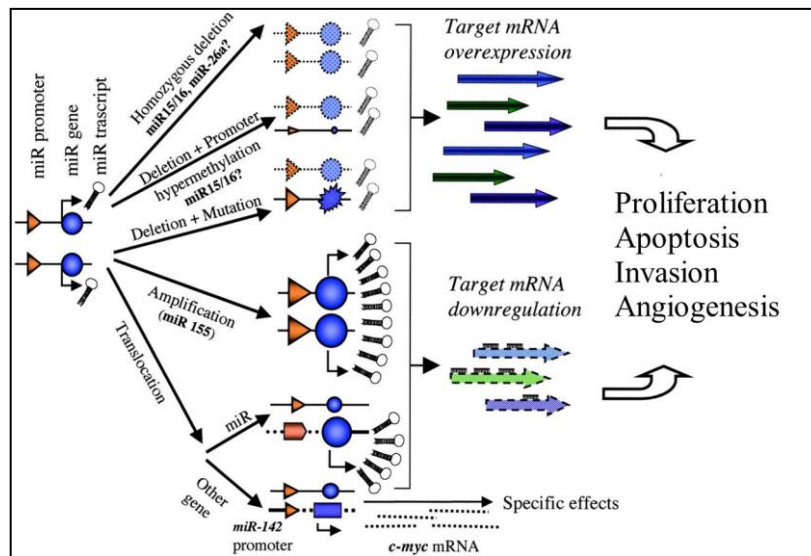 miR promoter
miR gene
miR trascript
Homozygous deletion
miR15/16, miR-26a?
Deletion + Promoter
hypermethylation
miR15/16?
Deletion + Mutation
Amplification
(miR 155)
Translocation
miR
Other
gene
miR-142
promoter
c-myc mRNA
Specific effects
Target mRNA
overexpression
Target mRNA
downregulation
Proliferation
Apoptosis
Invasion
Angiogenesis